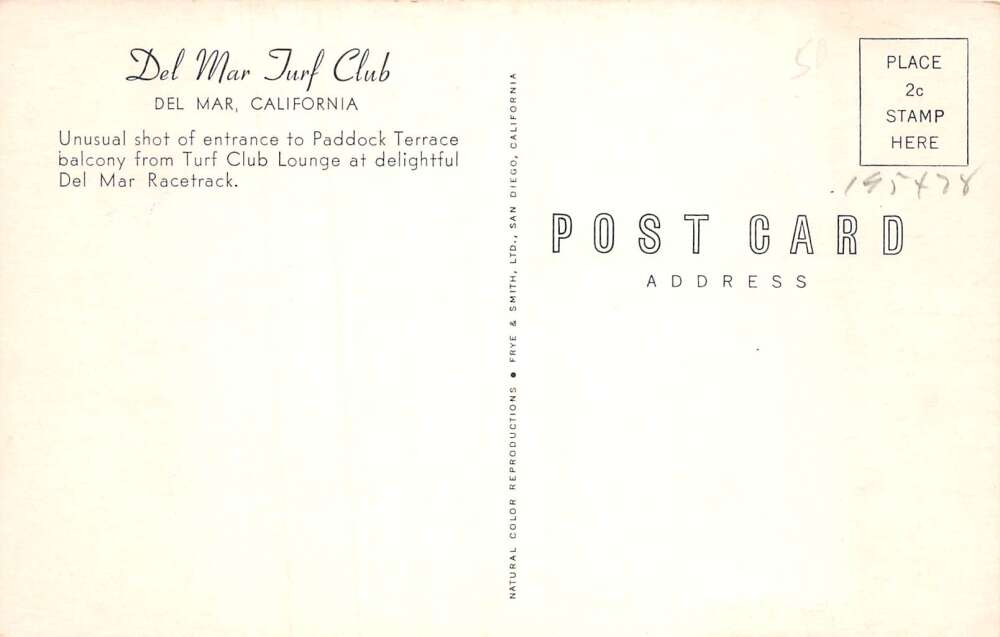 Del Mar Turf Club
DEL MAR, CALIFORNIA
Unusual shot of entrance to Paddock Terrace
balcony from Turf Club Lounge at delightful
Del Mar Racetrack.
NATURAL COLOR REPRODUCTIONS • FRYE & SMITH, LTD., SAN DIEGO, CALIFORNIA
PLACE
2c
STAMP
HERE
POST CARD
ADDRESS